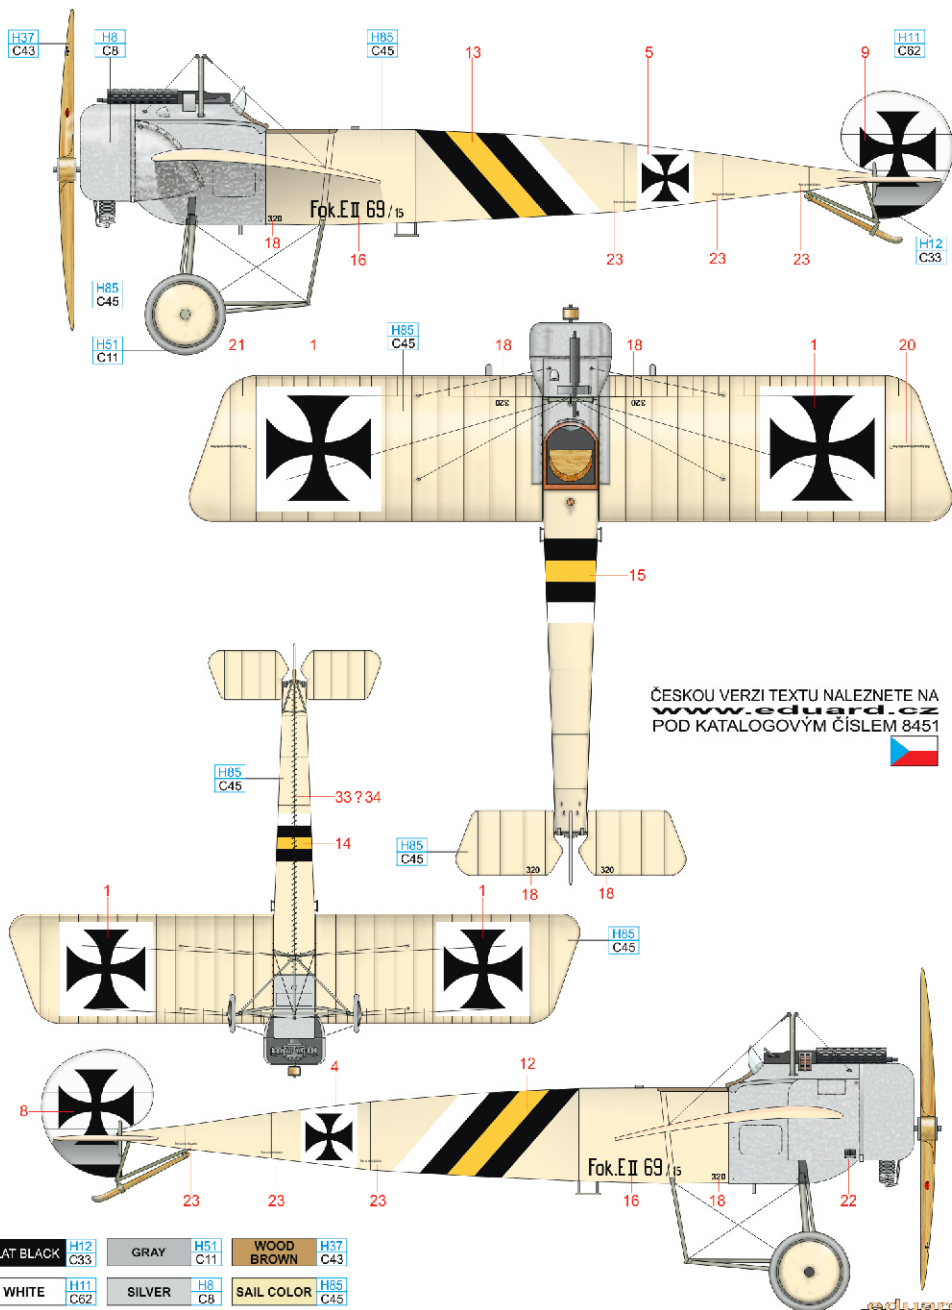 H37
C43
H8
C8
H85
C45
13
5
9
H11
C62
Fok.E II 69/15
320
18
16
23
23
23
H12
C33
H85
C45
H51
C11
21
1
H85
C45
18
18
1
20
320
320
15
ČESKOU VERZI TEXTU NALEZNETE NA
www.eduard.cz
POD KATALOGOVÝM ČÍSLEM 8451
H85
C45
33?34
14
H85
C45
320
320
18
18
1
1
H85
C45
8
4
12
Fok.E II 69/15
320
23
23
23
16
18
22
LAT BLACK H12 C33
GRAY H51 C11
WOOD BROWN H37 C43
WHITE H11 C62
SILVER H8 C8
SAIL COLOR H85 C45
eduard